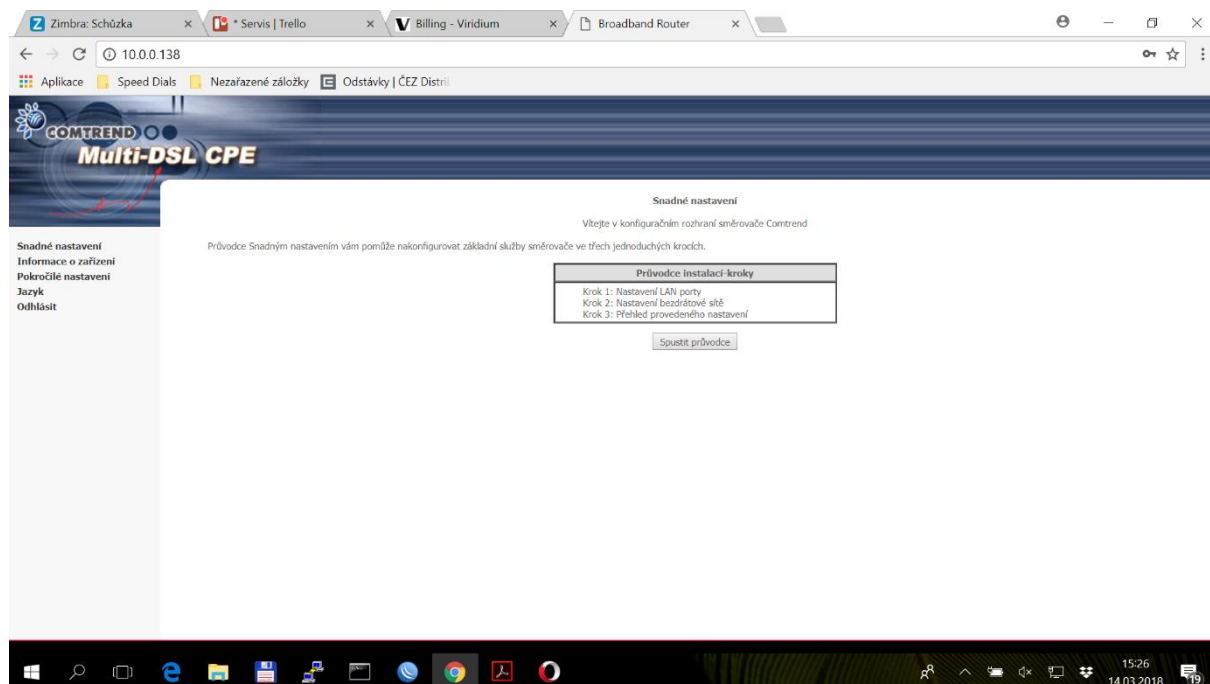 Zimbra: Schůzka
* Servis | Trello
Billing - Viridium
Broadband Router
10.0.0.138
Aplikace
Speed Dials
Nezařazené záložky
Odstávky | ČEZ Distri
COMTREND
Multi-DSL CPE
Snadné nastavení
Informace o zařízení
Pokročilé nastavení
Jazyk
Odhlásit
Snadné nastavení
Vítejte v konfiguračním rozhraní směrovače Comtrend
Průvodce Snadným nastavením vám pomůže nakonfigurovat základní služby směrovače ve třech jednoduchých krocích.
Průvodce instalací-kroky
Krok 1: Nastavení LAN porty
Krok 2: Nastavení bezdrátové sítě
Krok 3: Přehled provedeného nastavení
Spustit průvodce
15:26
14.03.2018
19